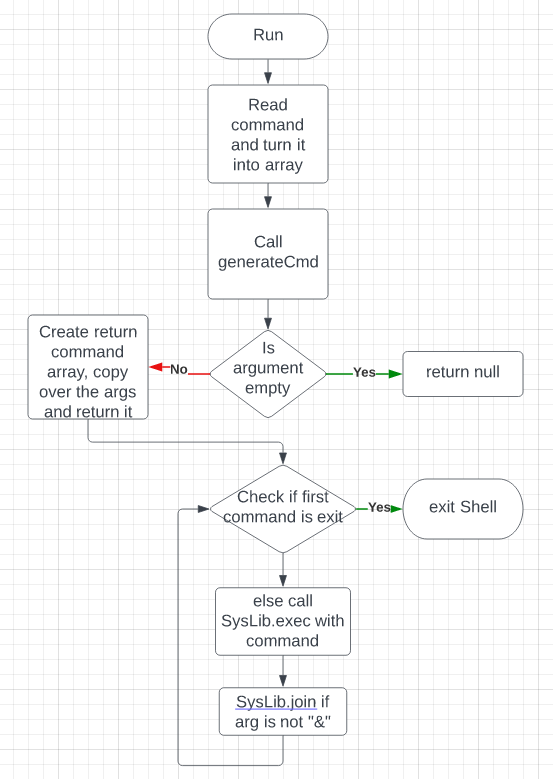 Run
Read
command
and turn it
into array
Call
generateCmd
Is
argument
empty
No
Yes
Create return
command
array, copy
over the args
and return it
return null
Check if first
command is exit
Yes
exit Shell
else call
SysLib.exec with
command
SysLib.join if
arg is not "&"